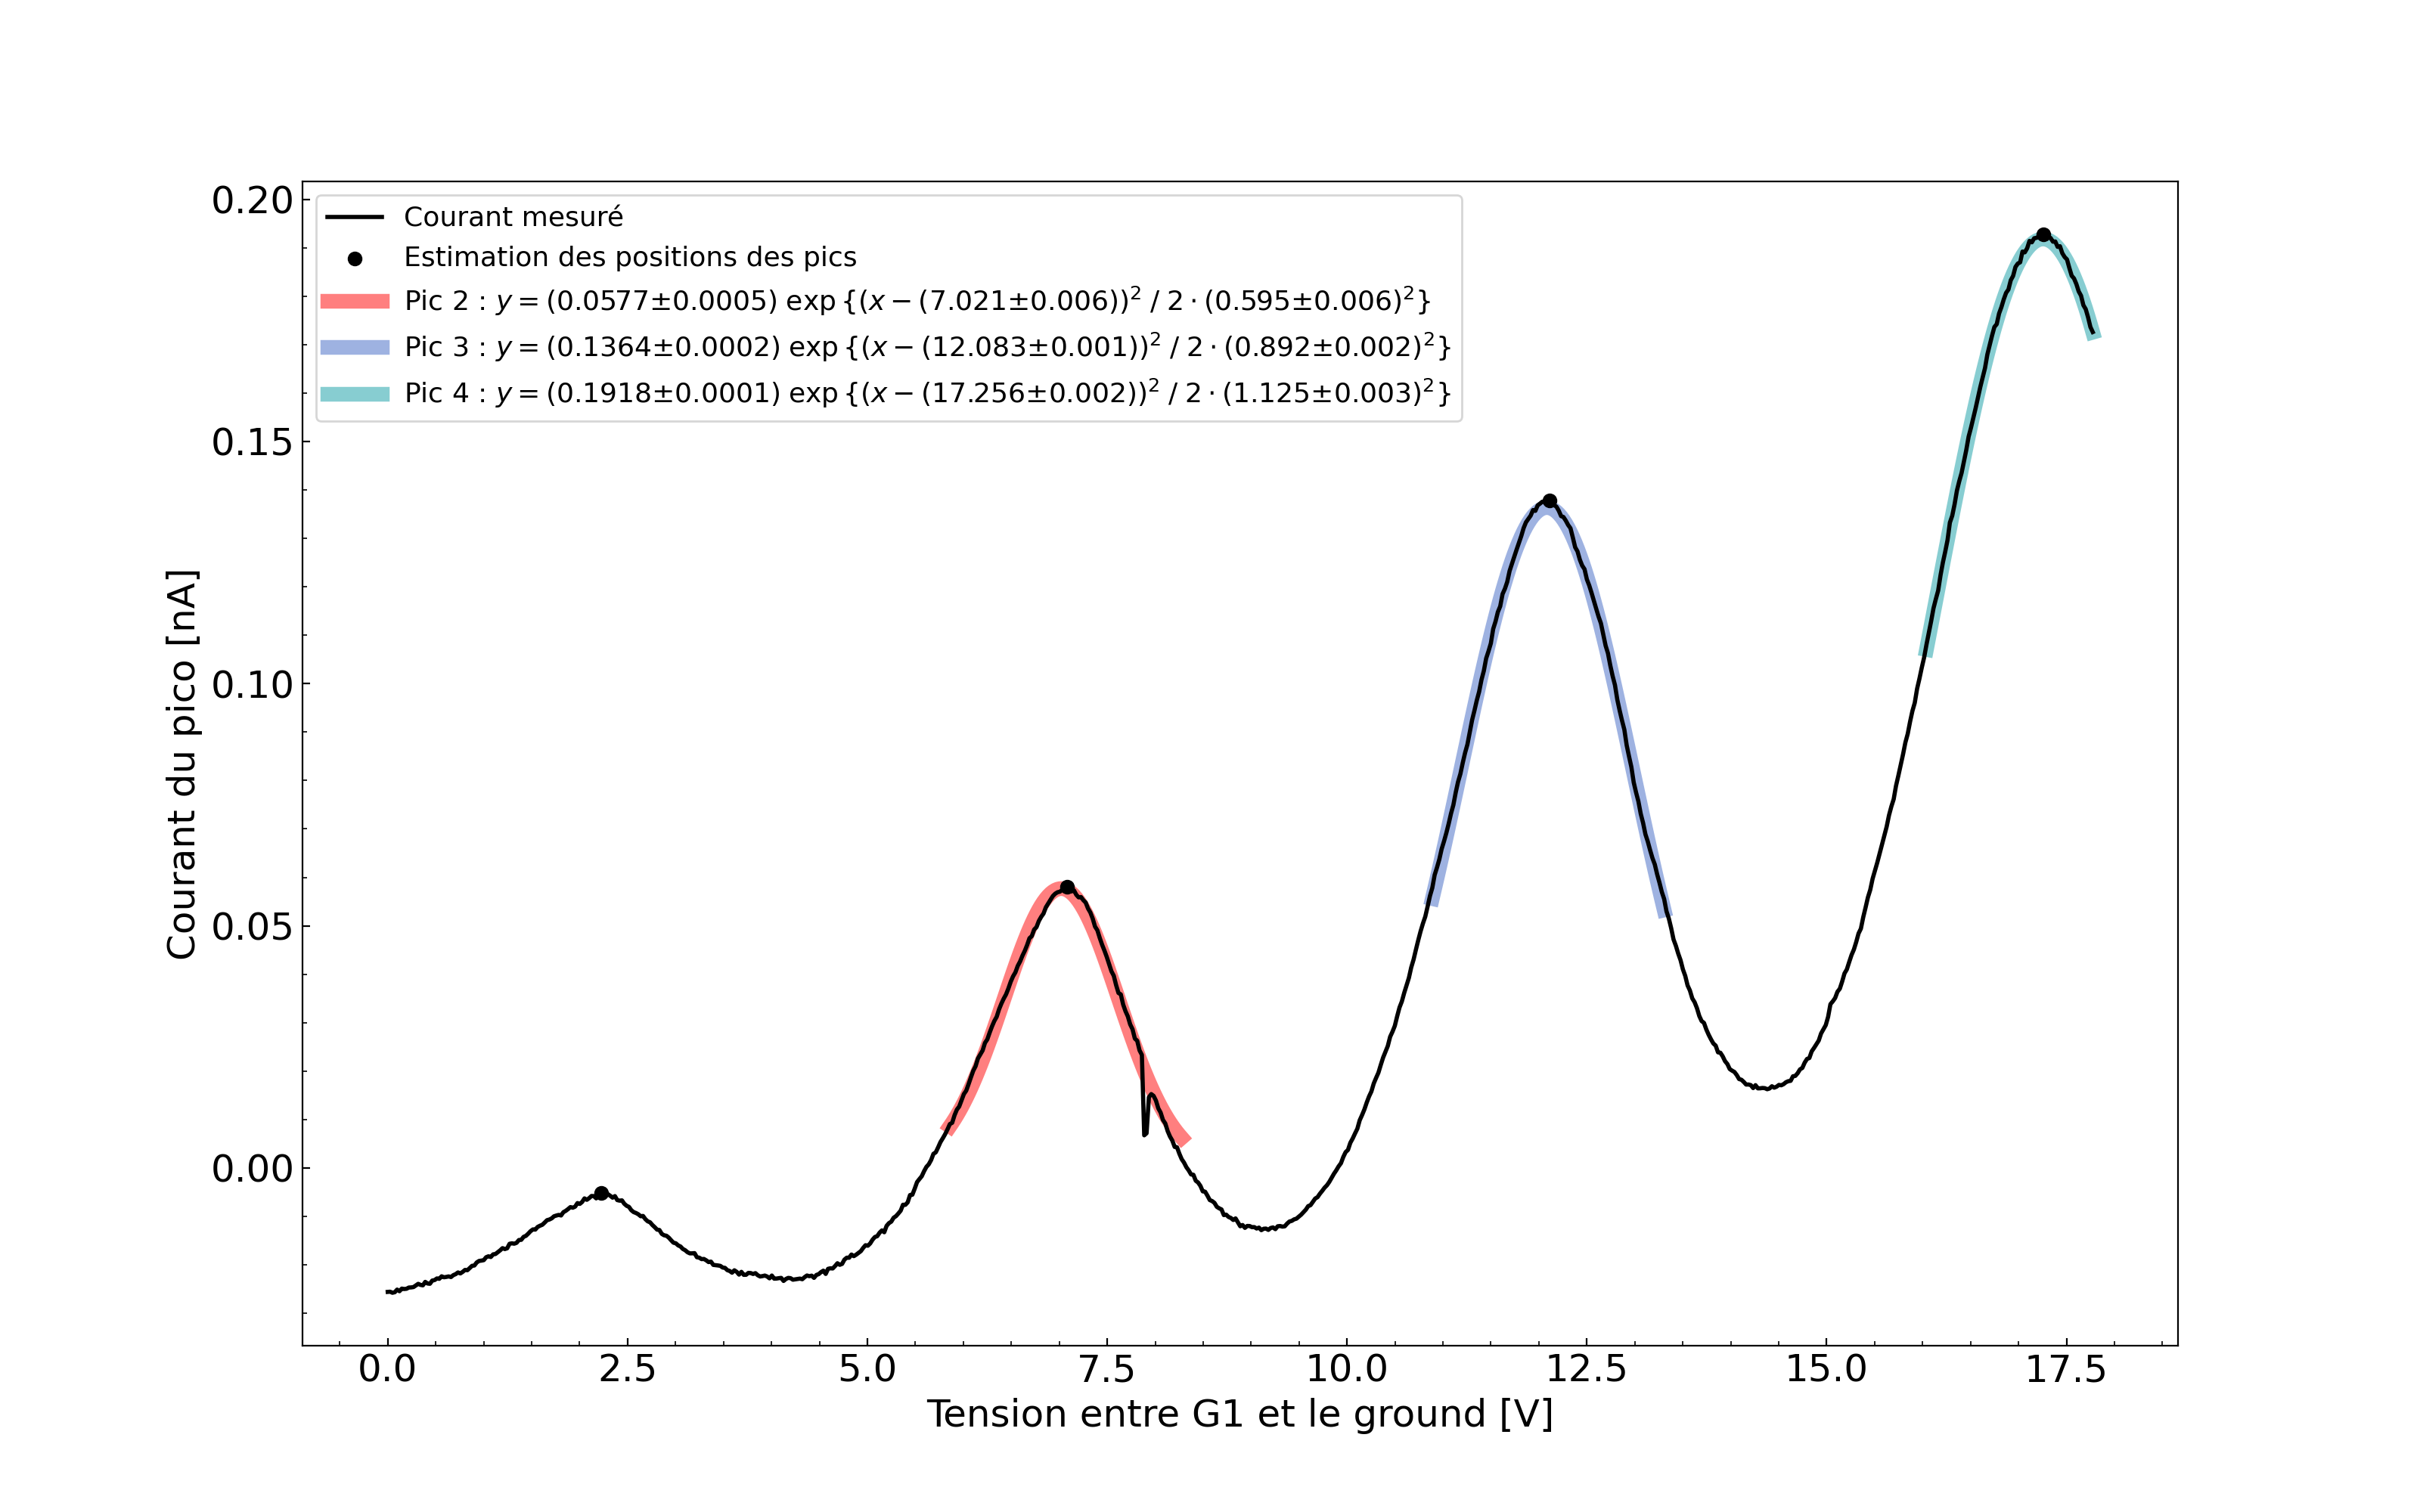 Courant mesuré
Estimation des positions des pics
Pic 2 : y = (0.0577±0.0005) exp {(x − (7.021±0.006))² / 2 · (0.595±0.006)²}
Pic 3 : y = (0.1364±0.0002) exp {(x − (12.083±0.001))² / 2 · (0.892±0.002)²}
Pic 4 : y = (0.1918±0.0001) exp {(x − (17.256±0.002))² / 2 · (1.125±0.003)²}
0.20
0.15
0.10
0.05
0.00
Courant du pico [nA]
0.0 2.5 5.0 7.5 10.0 12.5 15.0 17.5
Tension entre G1 et le ground [V]